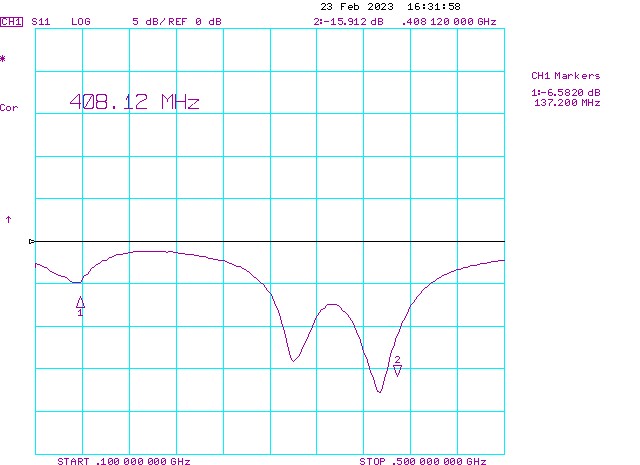 23 Feb 2023 16:31:58
CH1 S11 LOG 5 dB/REF 0 dB 2:-15.912 dB .408 120 000 GHz
*
CH1 Markers
1:-6.5820 dB
137.200 MHz
408.12 MHz
Cor
↑
1
2
START .100 000 000 GHz STOP .500 000 000 GHz